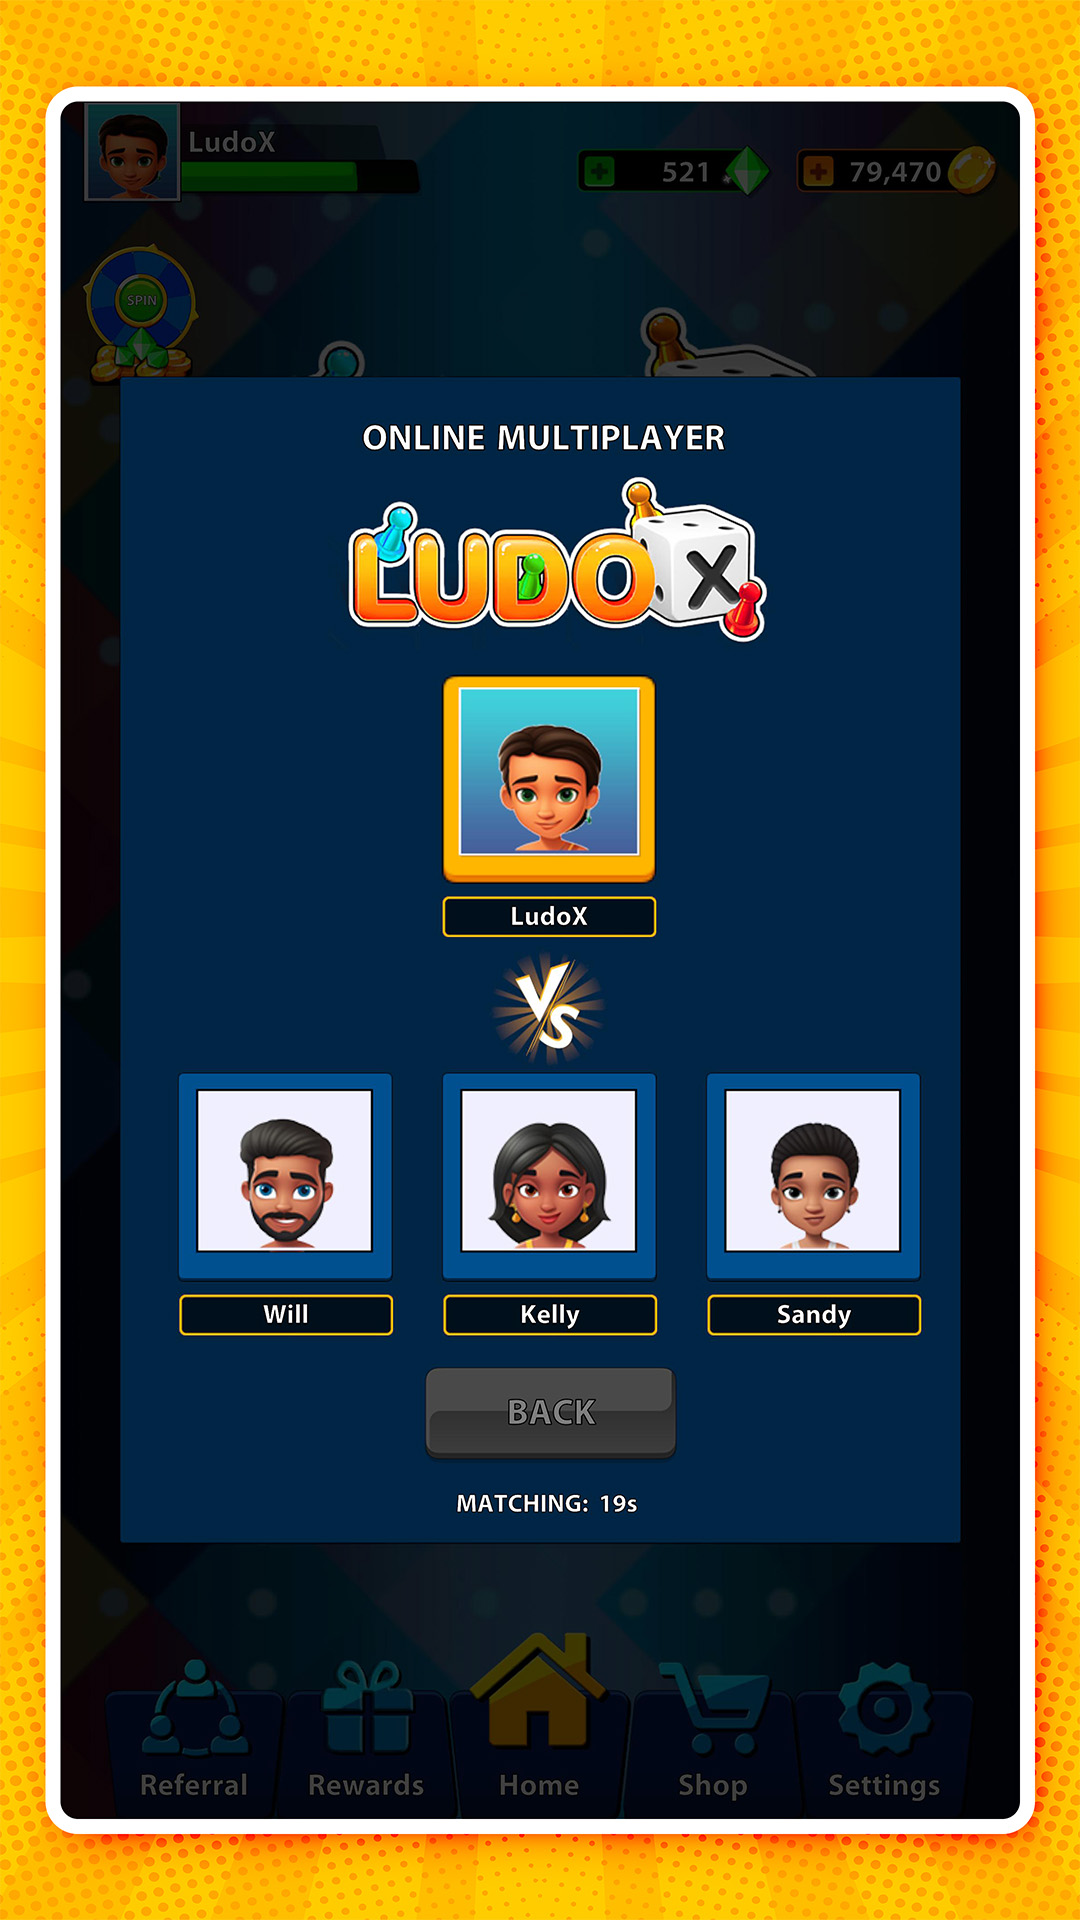 LudoX
521
79,470
SPIN
ONLINE MULTIPLAYER
LUDO X
LudoX
VS
Will
Kelly
Sandy
BACK
MATCHING: 19s
Referral
Rewards
Home
Shop
Settings